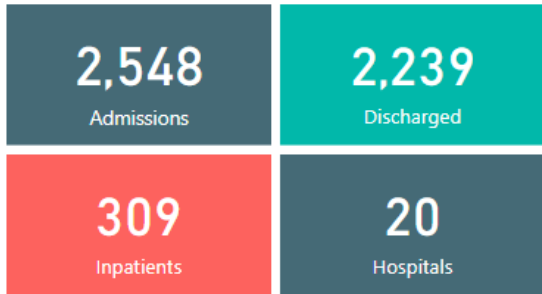 2,548
Admissions
2,239
Discharged
309
Inpatients
20
Hospitals